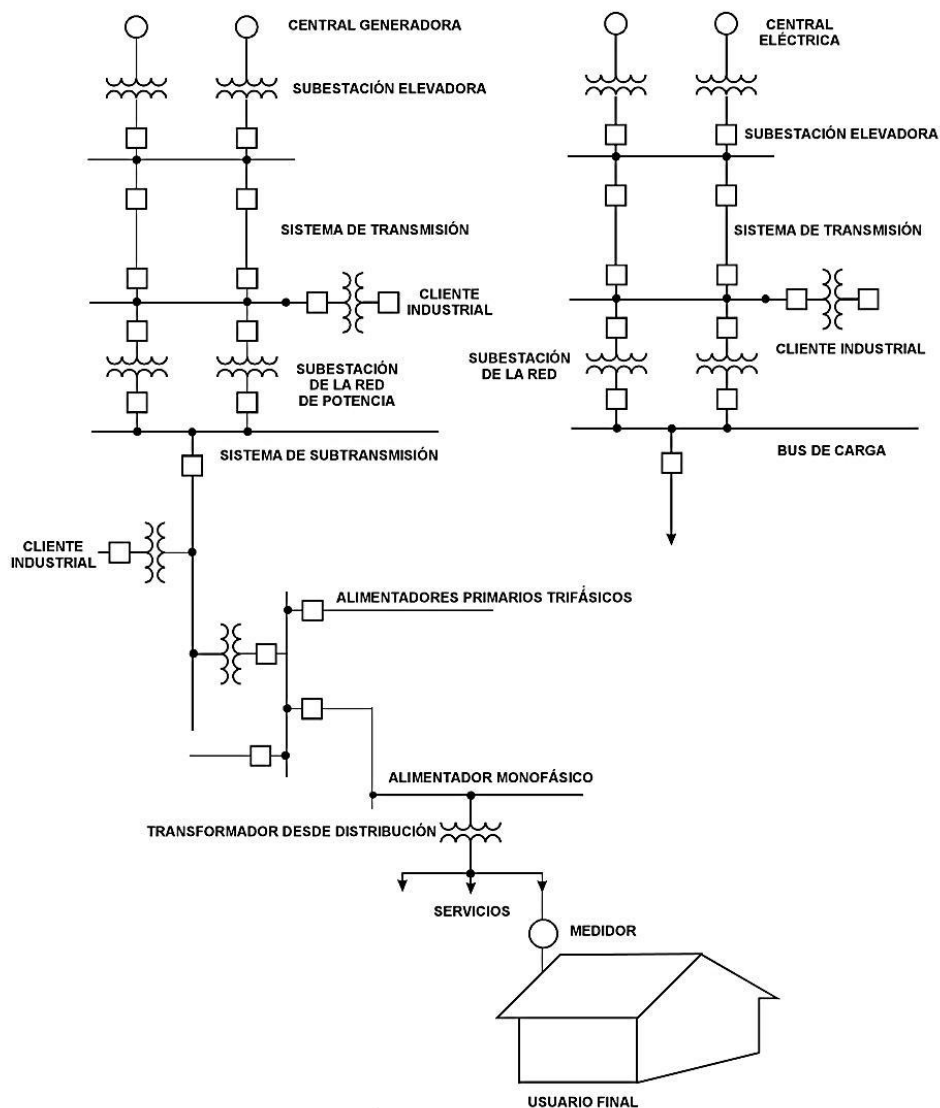 CENTRAL GENERADORA
CENTRAL
ELÉCTRICA
SUBESTACIÓN ELEVADORA
SUBESTACIÓN ELEVADORA
SISTEMA DE TRANSMISIÓN
SISTEMA DE TRANSMISIÓN
CLIENTE
INDUSTRIAL
CLIENTE INDUSTRIAL
SUBESTACIÓN
DE LA RED
DE POTENCIA
SUBESTACIÓN
DE LA RED
SISTEMA DE SUBTRANSMISIÓN
BUS DE CARGA
CLIENTE
INDUSTRIAL
ALIMENTADORES PRIMARIOS TRIFÁSICOS
ALIMENTADOR MONOFÁSICO
TRANSFORMADOR DESDE DISTRIBUCIÓN
SERVICIOS
MEDIDOR
USUARIO FINAL